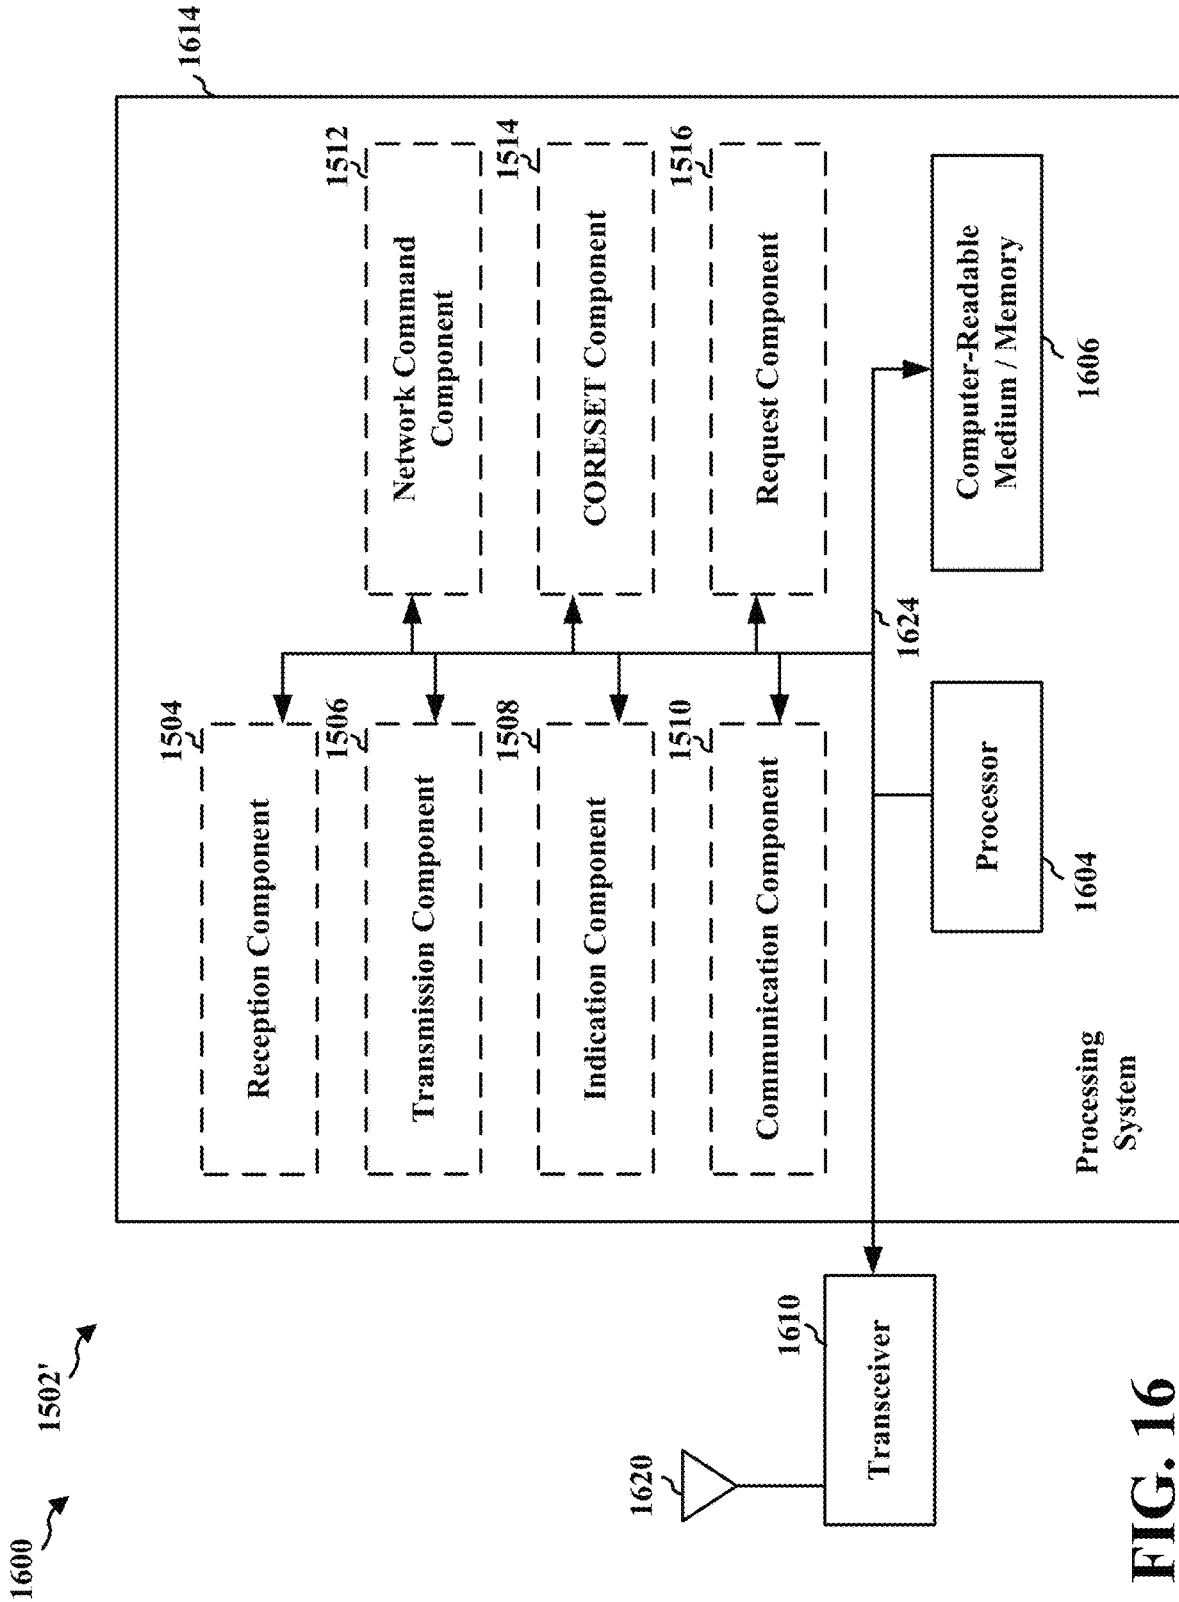 1600
1502'
1614
1504
Reception Component
1506
Transmission Component
1508
Indication Component
1510
Communication Component
1512
Network Command
Component
1514
CORESET Component
1516
Request Component
1624
1620
1610
Transceiver
Processor
1604
Computer-Readable
Medium / Memory
1606
Processing
System
FIG. 16